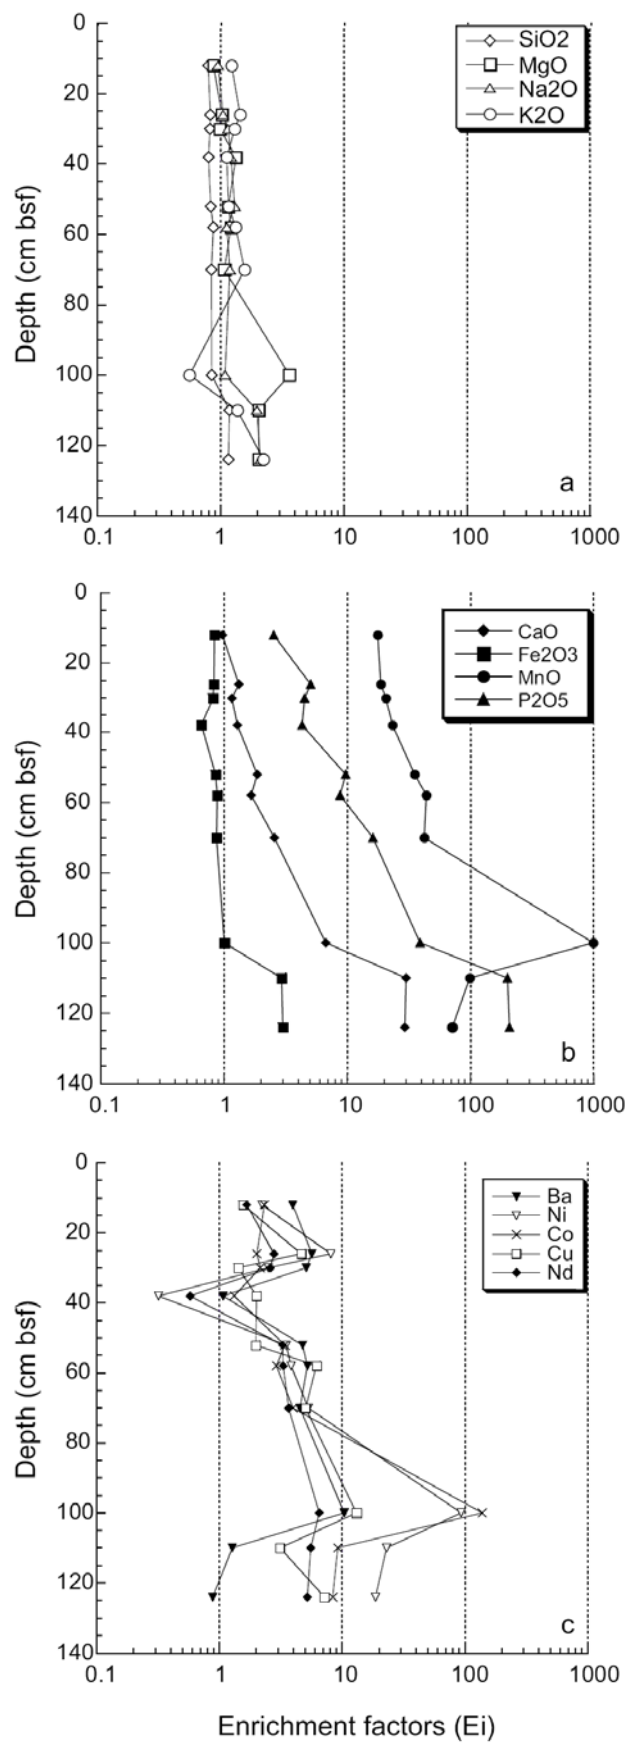 0
20
40
60
80
100
120
140
Depth (cm bsf)
SiO2
MgO
Na2O
K2O
a
0.1 1 10 100 1000
0
20
40
60
80
100
120
140
Depth (cm bsf)
CaO
Fe2O3
MnO
P2O5
b
0.1 1 10 100 1000
0
20
40
60
80
100
120
140
Depth (cm bsf)
Ba
Ni
Co
Cu
Nd
c
0.1 1 10 100 1000
Enrichment factors (Ei)